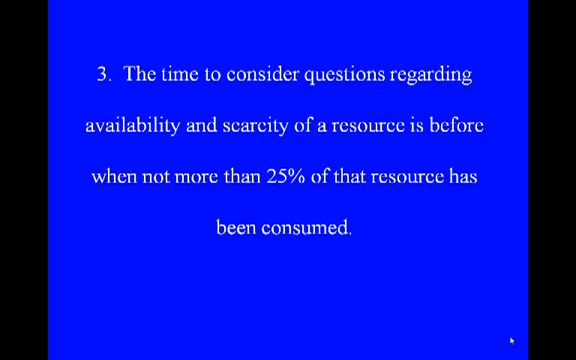 3. The time to consider questions regarding
availability and scarcity of a resource is before
when not more than 25% of that resource has
been consumed.